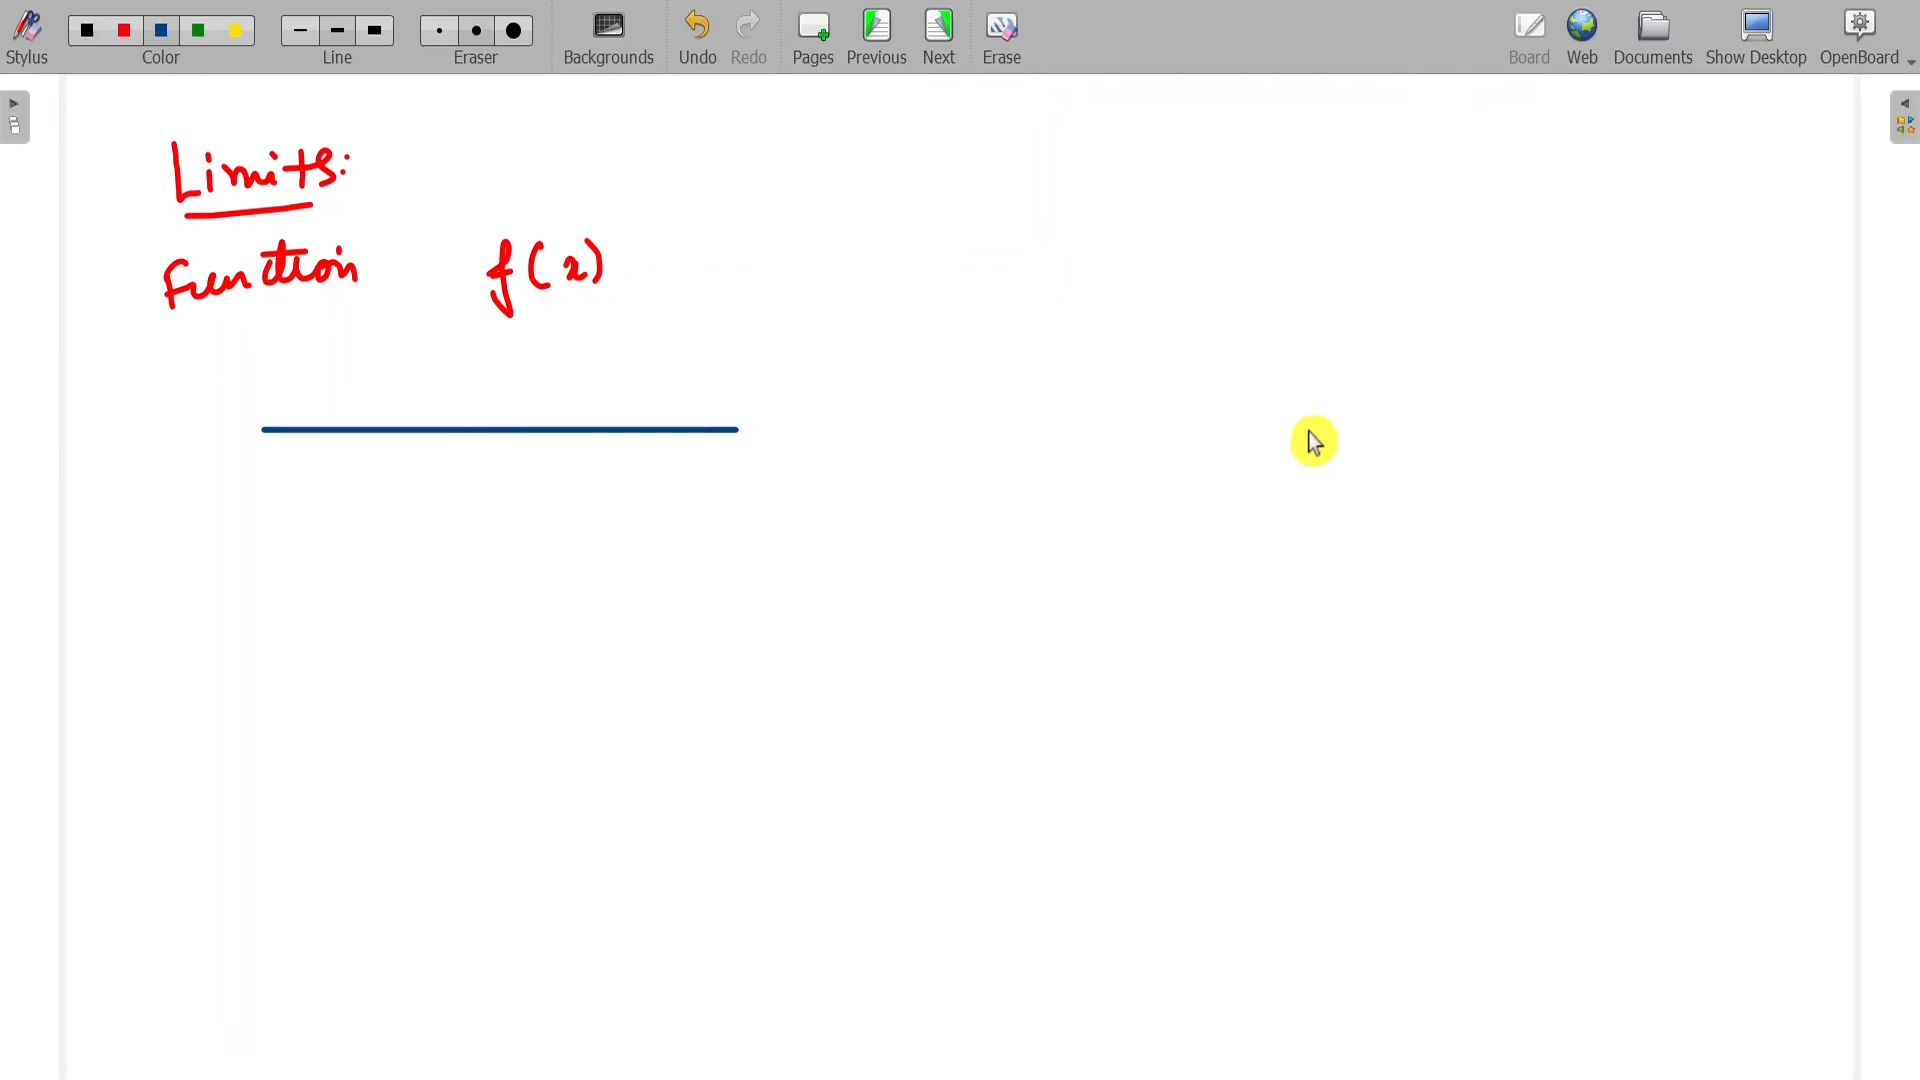 Stylus Color Line Eraser Backgrounds Undo Redo Pages Previous Next Erase Board Web Documents Show Desktop OpenBoard
Limits:
Function f(x)